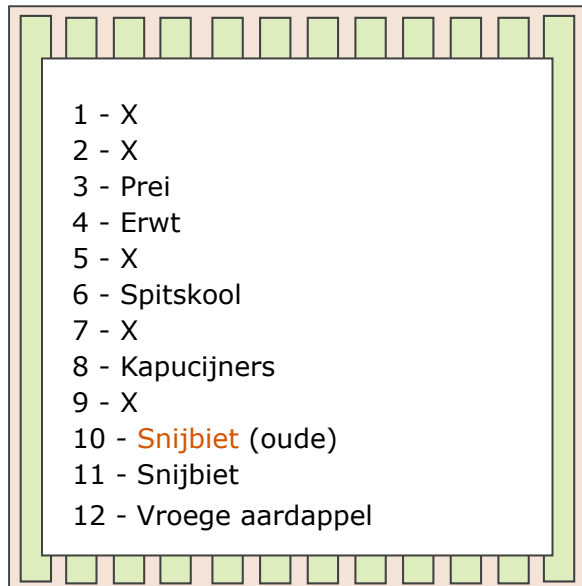 1 - X
2 - X
3 - Prei
4 - Erwt
5 - X
6 - Spitskool
7 - X
8 - Kapucijners
9 - X
10 - Snijbiet (oude)
11 - Snijbiet
12 - Vroege aardappel